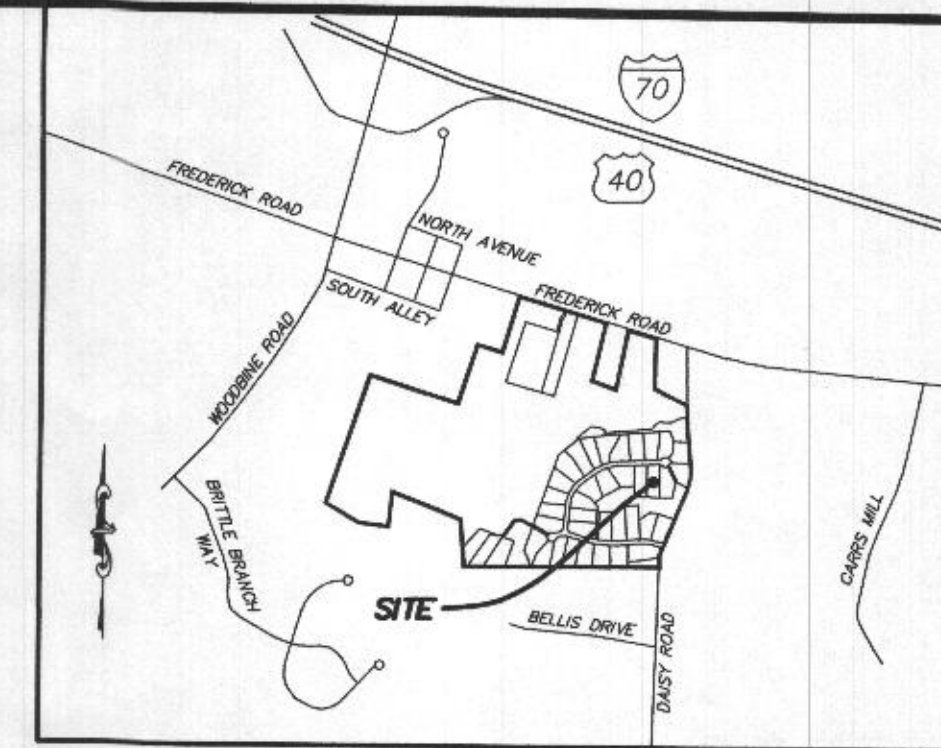 70
40
FREDERICK ROAD
NORTH AVENUE
SOUTH ALLEY
FREDERICK ROAD
WOODBINE ROAD
BRITTLE BRANCH
WAY
CARRS MILL
SITE
BELLIS DRIVE
DAISY ROAD